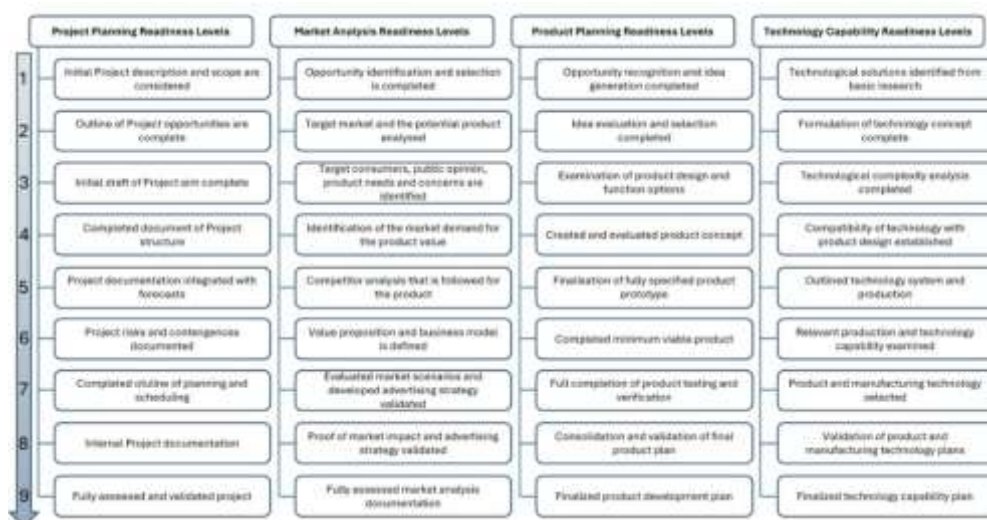 Project Planning Readiness Levels
Market Analysis Readiness Levels
Product Planning Readiness Levels
Technology Capability Readiness Levels
1
Initial Project description and scope are
considered
Opportunity identification and selection
is completed
Opportunity recognition and idea
generation completed
Technological solutions identified from
basic research
2
Outline of Project opportunities are
complete
Target market and the potential product
analysed
Idea evaluation and selection
completed
Formulation of technology concept
complete
3
Initial draft of Project aim complete
Target consumers, public opinion,
product needs and concerns are
identified
Examination of product design and
function options
Technological complexity analysis
completed
4
Completed document of Project
structure
Identification of the market demand for
the product value
Created and evaluated product concept
Compatibility of technology with
product design established
5
Project documentation integrated with
forecasts
Competitor analysis that is followed for
the product
Finalisation of fully specified product
prototype
Outlined technology system and
production
6
Project risks and contengences
documented
Value proposition and business model
is defined
Completed minimum viable product
Relevant production and technology
capability examined
7
Completed otuline of planning and
scheduling
Evaluated market scenarios and
developed advertising strategy
validated
Full completion of product testing and
verification
Product and manufacturing technology
selected
8
Internal Project documentation
Proof of market impact and advertising
strategy validated
Consolidation and validation of final
product plan
Validation of product and
manufacturing technology plans
9
Fully assessed and validated project
Fully assessed market analysis
documentation
Finalized product development plan
Finalized technology capability plan